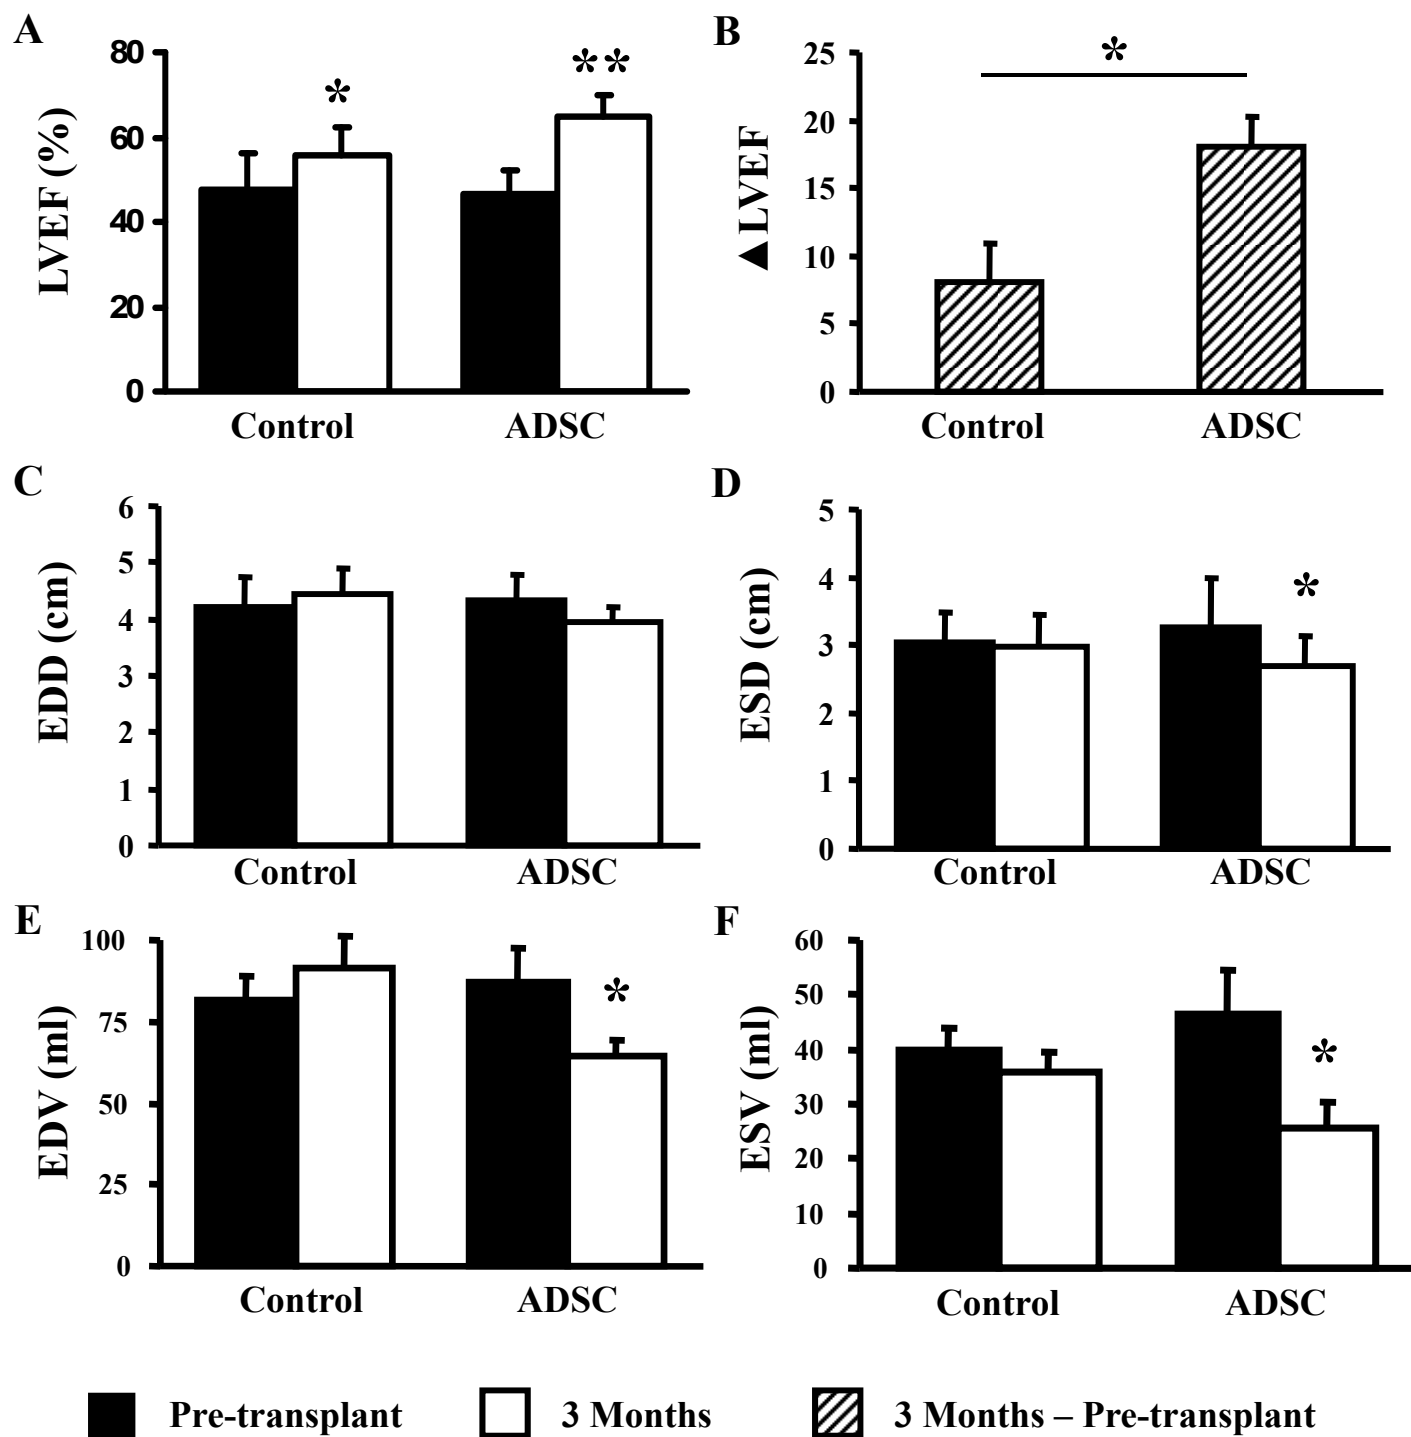 A
LVEF (%)
80
60
40
20
0
*
**
Control
ADSC
B
▲LVEF
25
20
15
10
5
0
*
Control
ADSC
C
EDD (cm)
6
5
4
3
2
1
0
Control
ADSC
D
ESD (cm)
5
4
3
2
1
0
*
Control
ADSC
E
EDV (ml)
100
75
50
25
0
*
Control
ADSC
F
ESV (ml)
60
50
40
30
20
10
0
*
Control
ADSC
Pre-transplant
3 Months
3 Months – Pre-transplant